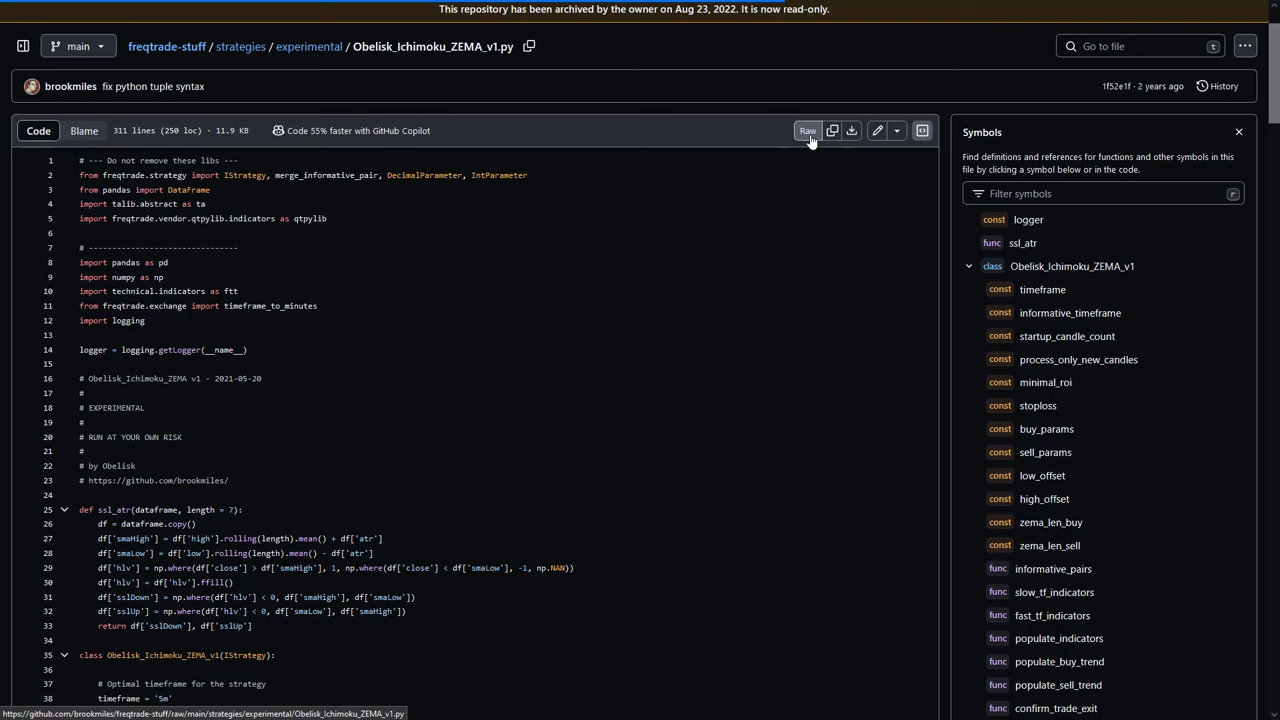 This repository has been archived by the owner on Aug 23, 2022. It is now read-only.
main
freqtrade-stuff / strategies / experimental / Obelisk_Ichimoku_ZEMA_v1.py
Go to file
t
brookmiles fix python tuple syntax
1f52e1f · 2 years ago
History
Code
Blame
311 lines (250 loc) · 11.9 KB
Code 55% faster with GitHub Copilot
Raw
1 # --- Do not remove these libs ---
2 from freqtrade.strategy import IStrategy, merge_informative_pair, DecimalParameter, IntParameter
3 from pandas import DataFrame
4 import talib.abstract as ta
5 import freqtrade.vendor.qtpylib.indicators as qtpylib
6
7 # --------------------------------
8 import pandas as pd
9 import numpy as np
10 import technical.indicators as ftt
11 from freqtrade.exchange import timeframe_to_minutes
12 import logging
13
14 logger = logging.getLogger(__name__)
15
16 # Obelisk_Ichimoku_ZEMA v1 - 2021-05-20
17 #
18 # EXPERIMENTAL
19 #
20 # RUN AT YOUR OWN RISK
21 #
22 # by Obelisk
23 # https://github.com/brookmiles/
24
25 def ssl_atr(dataframe, length = 7):
26 df = dataframe.copy()
27 df['smaHigh'] = df['high'].rolling(length).mean() + df['atr']
28 df['smaLow'] = df['low'].rolling(length).mean() - df['atr']
29 df['hlv'] = np.where(df['close'] > df['smaHigh'], 1, np.where(df['close'] < df['smaLow'], -1, np.NAN))
30 df['hlv'] = df['hlv'].ffill()
31 df['sslDown'] = np.where(df['hlv'] < 0, df['smaHigh'], df['smaLow'])
32 df['sslUp'] = np.where(df['hlv'] < 0, df['smaLow'], df['smaHigh'])
33 return df['sslDown'], df['sslUp']
34
35 class Obelisk_Ichimoku_ZEMA_v1(IStrategy):
36
37 # Optimal timeframe for the strategy
38 timeframe = '5m'
Symbols
Find definitions and references for functions and other symbols in this
file by clicking a symbol below or in the code.
Filter symbols
r
const logger
func ssl_atr
class Obelisk_Ichimoku_ZEMA_v1
const timeframe
const informative_timeframe
const startup_candle_count
const process_only_new_candles
const minimal_roi
const stoploss
const buy_params
const sell_params
const low_offset
const high_offset
const zema_len_buy
const zema_len_sell
func informative_pairs
func slow_tf_indicators
func fast_tf_indicators
func populate_indicators
func populate_buy_trend
func populate_sell_trend
func confirm_trade_exit
https://github.com/brookmiles/freqtrade-stuff/raw/main/strategies/experimental/Obelisk_Ichimoku_ZEMA_v1.py